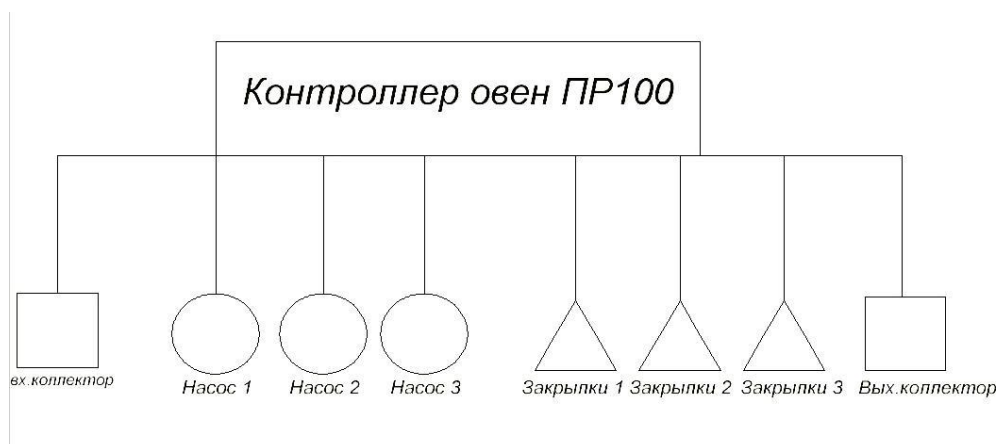 Контроллер овен ПР100
вх.коллектор
Насос 1
Насос 2
Насос 3
Закрылки 1
Закрылки 2
Закрылки 3
Вых.коллектор